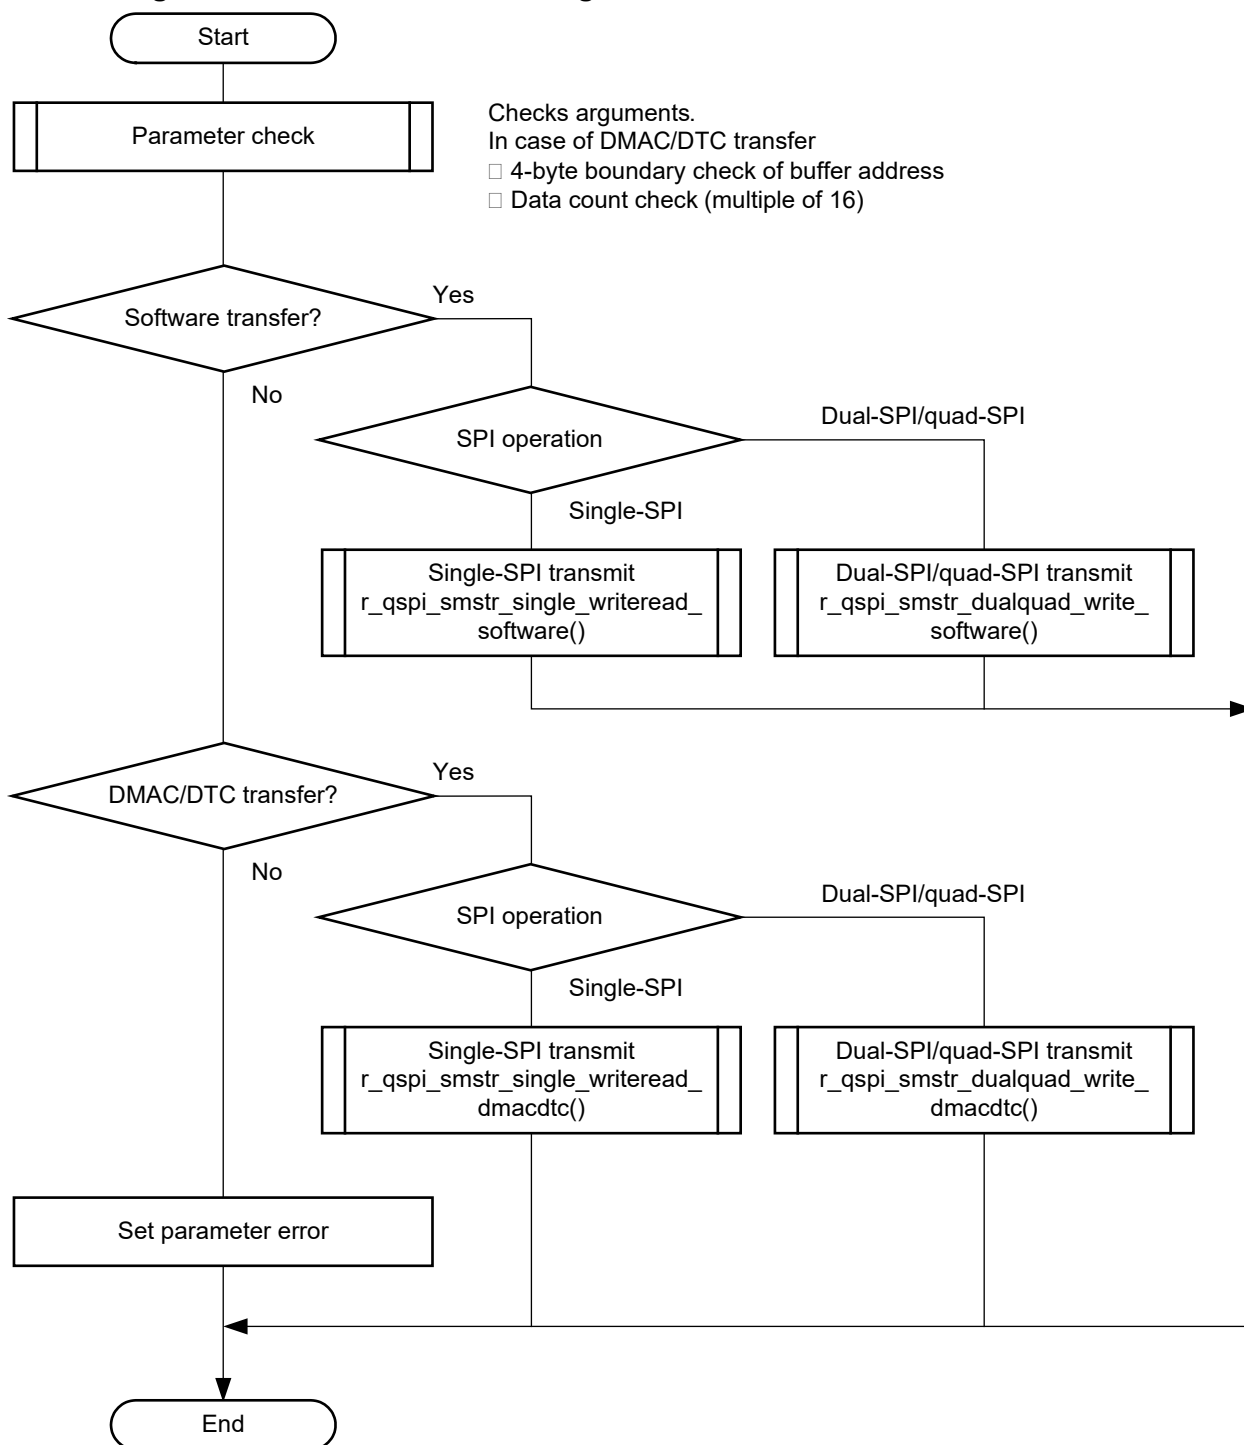 Start
Parameter check
Checks arguments.
In case of DMAC/DTC transfer
□ 4-byte boundary check of buffer address
□ Data count check (multiple of 16)
Software transfer?
Yes
No
SPI operation
Dual-SPI/quad-SPI
Single-SPI
Single-SPI transmit
r_qspi_smstr_single_writeread_
software()
Dual-SPI/quad-SPI transmit
r_qspi_smstr_dualquad_write_
software()
DMAC/DTC transfer?
Yes
No
SPI operation
Dual-SPI/quad-SPI
Single-SPI
Single-SPI transmit
r_qspi_smstr_single_writeread_
dmacdtc()
Dual-SPI/quad-SPI transmit
r_qspi_smstr_dualquad_write_
dmacdtc()
Set parameter error
End